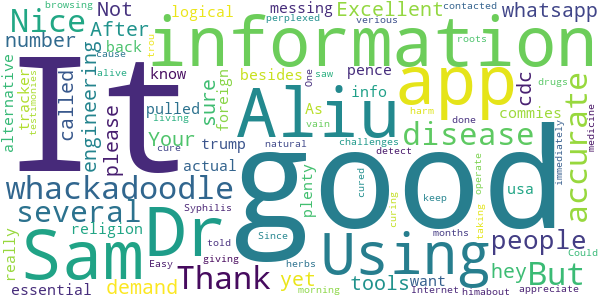 browsing
Nice
Not
messing
Excellent
contacted
whatsapp
perplexed
verious
After
logical
roots
number
back
information
cause
alive
One
saw
trou
alternative
tracker
testimonies
called
engineering
please
know
besides
pence
app
cdc
drugs
It
sure
foreign
As
info
commies
harm
pulled
Aliu
vain
done
immediately
medicine
living
Your
disease
accurate
cure
actual
trump
plenty
challenges
natural
detect
whackadoodle
good
cured
curing
usa
operate
several
Dr
Syphilis
keep
people
religion
told
Using
months
taking
really
Sam
Since
yet
hey
But
Easy
giving
herbs
tools
want
Could
essential
demand
Thank
morning
Internet
himabout
appreciate